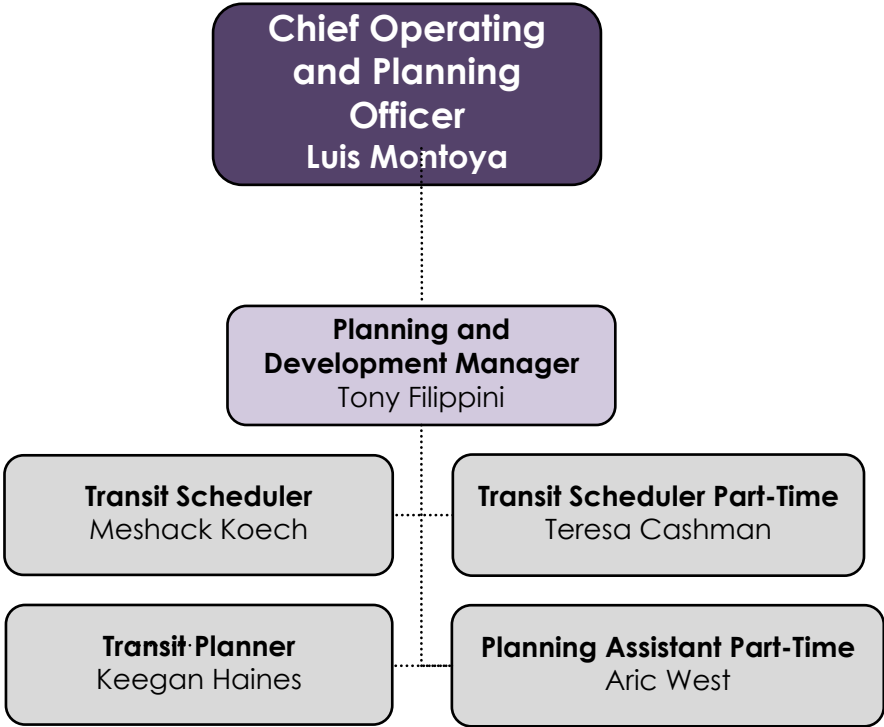 Chief Operating
and Planning
Officer
Luis Montoya
Planning and
Development Manager
Tony Filippini
Transit Scheduler
Meshack Koech
Transit Scheduler Part-Time
Teresa Cashman
Transit Planner
Keegan Haines
Planning Assistant Part-Time
Aric West